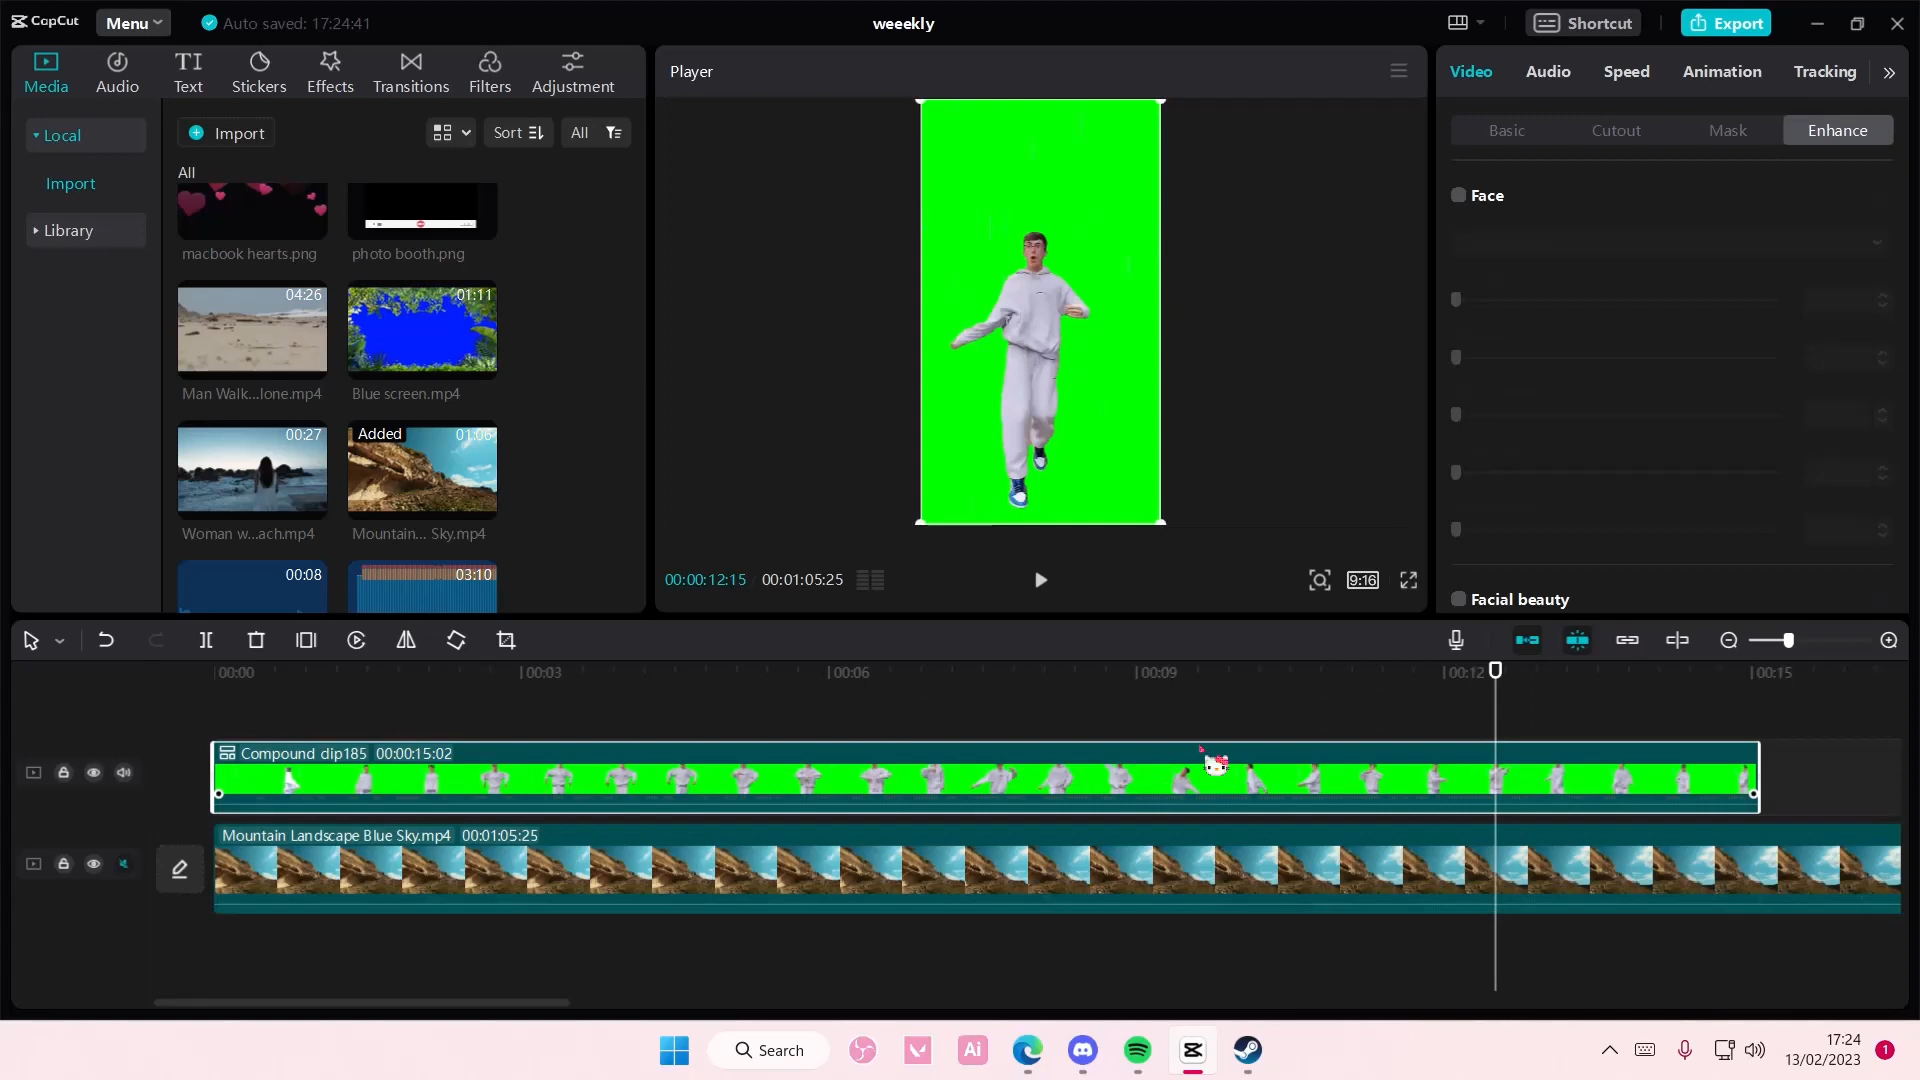 CapCut
Menu
Auto saved: 17:24:41
weeekly
Shortcut
Export
Media
Audio
Text
Stickers
Effects
Transitions
Filters
Adjustment
Local
Import
Library
Import
Sort
All
All
macbook hearts.png
photo booth.png
04:26
01:11
Man Walk...lone.mp4
Blue screen.mp4
00:27
Added
01:06
Woman w...ach.mp4
Mountain... Sky.mp4
00:08
03:10
Player
00:00:12:15
00:01:05:25
9:16
Video
Audio
Speed
Animation
Tracking
Basic
Cutout
Mask
Enhance
Face
Facial beauty
00:00
00:03
00:06
00:09
00:12
00:15
Compound clip185 00:00:15:02
Mountain Landscape Blue Sky.mp4 00:01:05:25
Search
Ai
17:24
13/02/2023
1